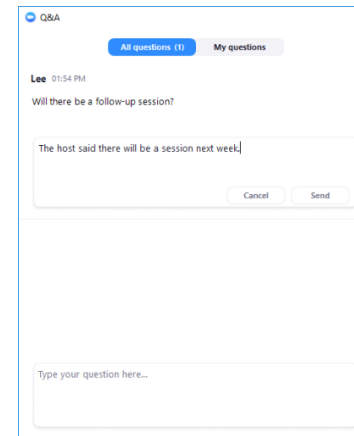 Q&A
All questions (1) My questions
Lee 01:54 PM
Will there be a follow-up session?
The host said there will be a session next week.
Cancel Send
Type your question here...